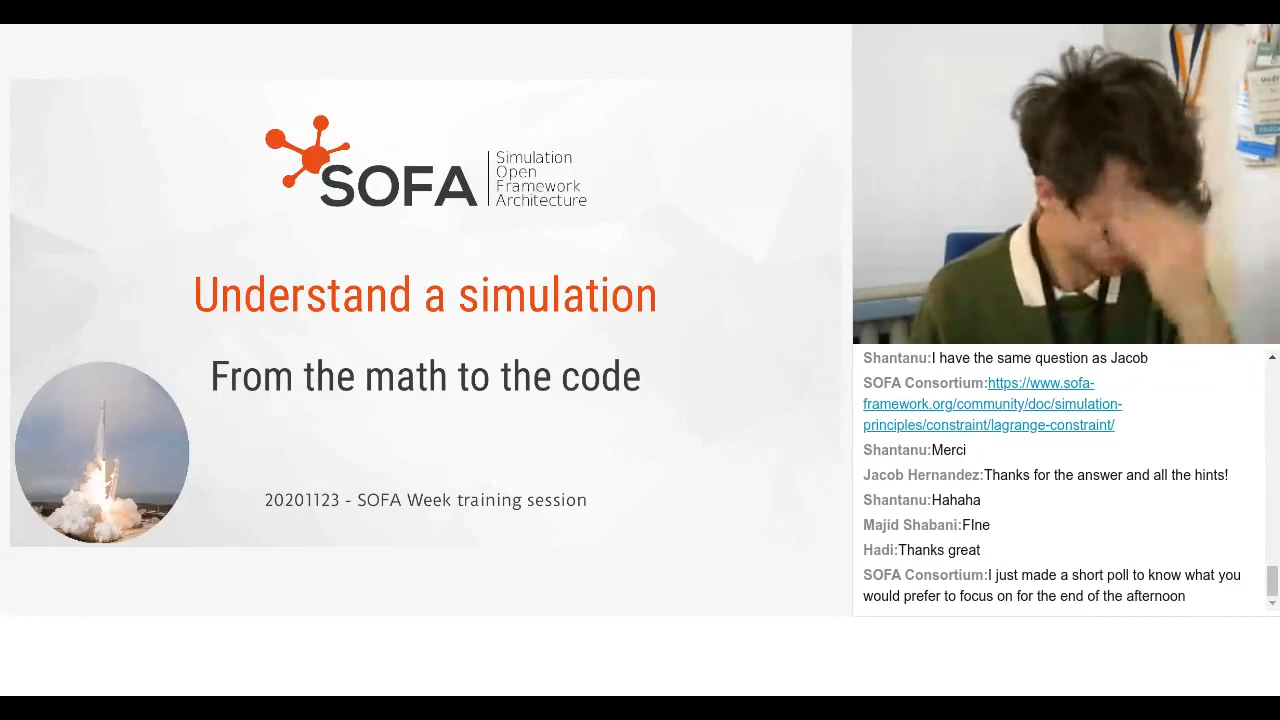 SOFA
Simulation
Open
Framework
Architecture
Understand a simulation
From the math to the code
20201123 - SOFA Week training session
Shantanu:I have the same question as Jacob
SOFA Consortium:https://www.sofa-
framework.org/community/doc/simulation-
principles/constraint/lagrange-constraint/
Shantanu:Merci
Jacob Hernandez:Thanks for the answer and all the hints!
Shantanu:Hahaha
Majid Shabani:FIne
Hadi:Thanks great
SOFA Consortium:I just made a short poll to know what you
would prefer to focus on for the end of the afternoon